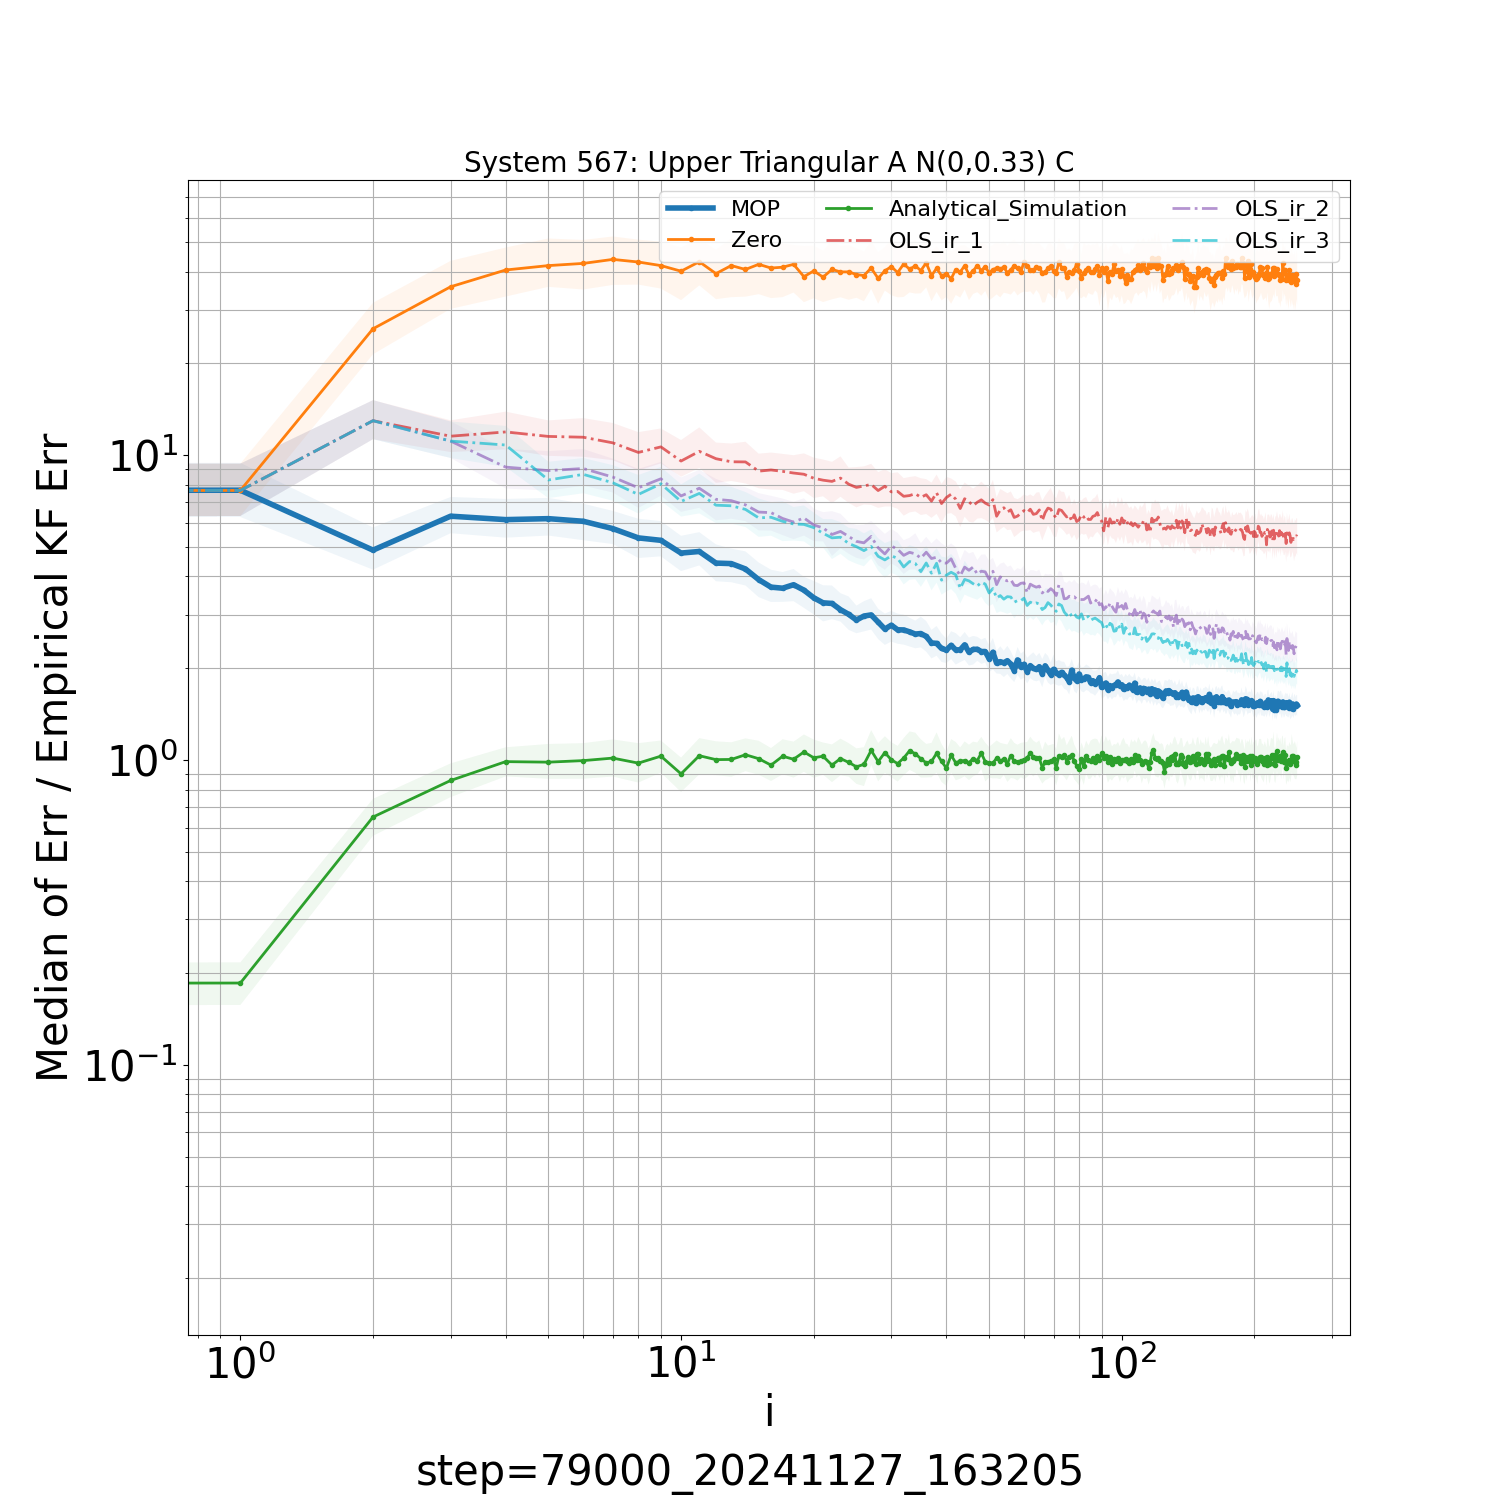 System 567: Upper Triangular A N(0,0.33) C
MOP
Zero
Analytical_Simulation
OLS_ir_1
OLS_ir_2
OLS_ir_3
Median of Err / Empirical KF Err
10¹
10⁰
10⁻¹
10⁰ 10¹ 10²
i
step=79000_20241127_163205